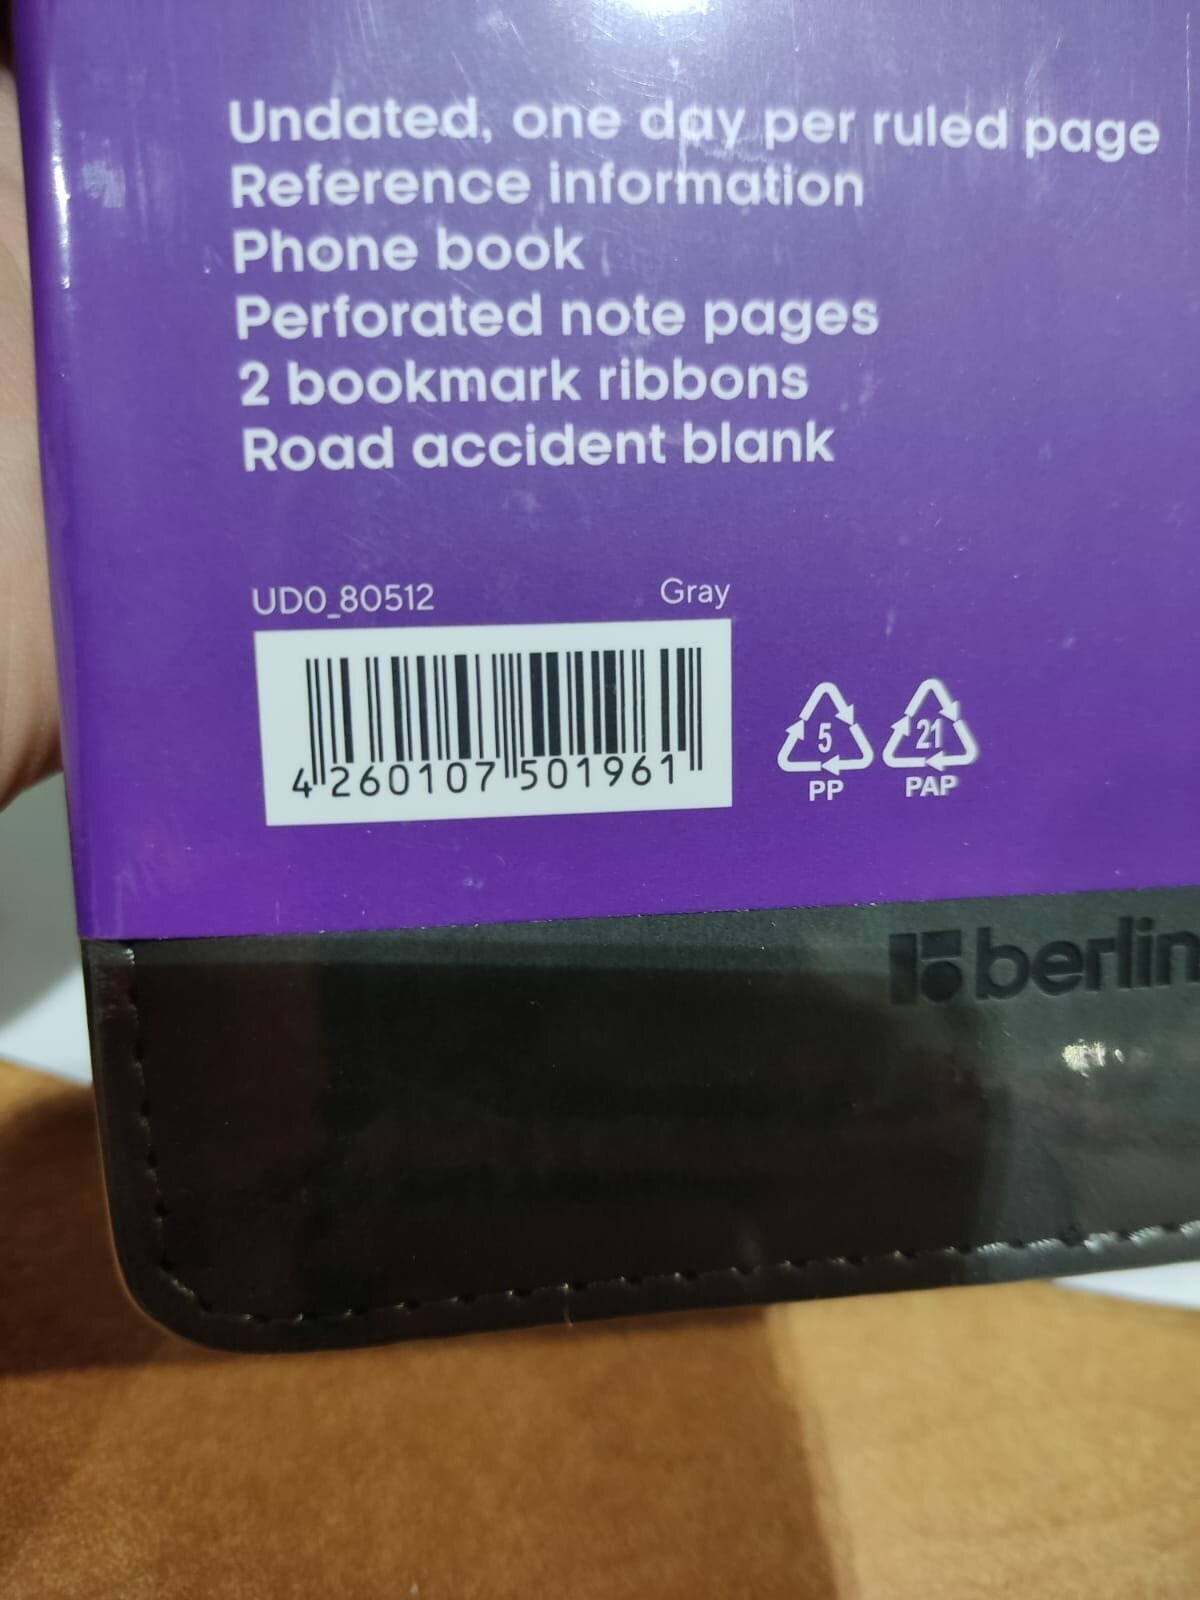 Undated, one day per ruled page
Reference information
Phone book
Perforated note pages
2 bookmark ribbons
Road accident blank
UD0_80512 Gray
4 260107 501961
5 21
PP PAP
berlin